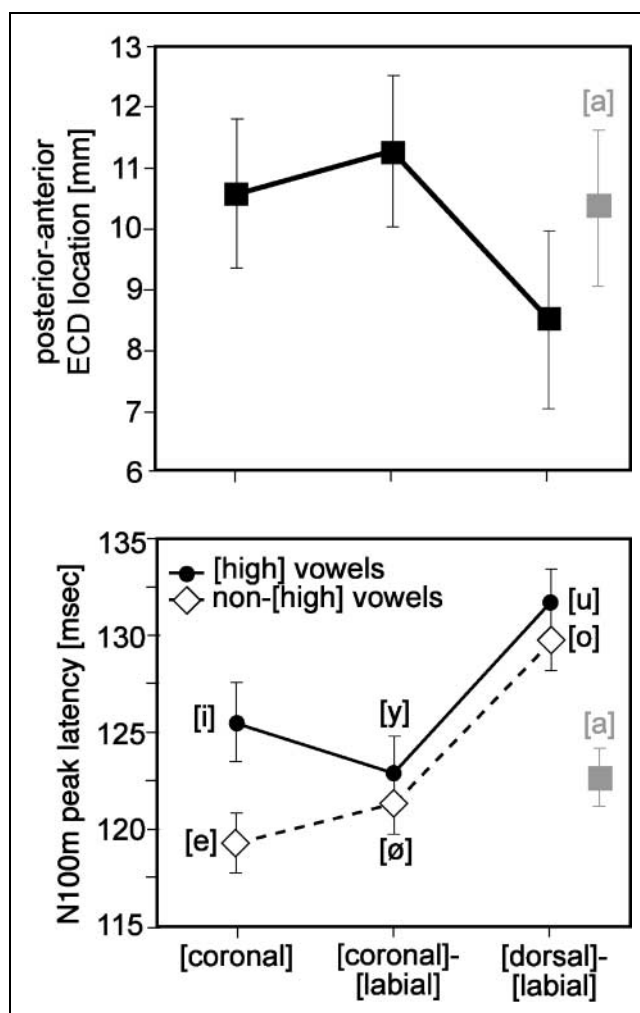 posterior-anterior
ECD location [mm]
13
12
11
10
9
8
7
6
[a]
N100m peak latency [msec]
135
130
125
120
115
[high] vowels
non-[high] vowels
[i]
[y]
[u]
[o]
[a]
[e]
[ø]
[coronal]
[coronal]-
[labial]
[dorsal]-
[labial]